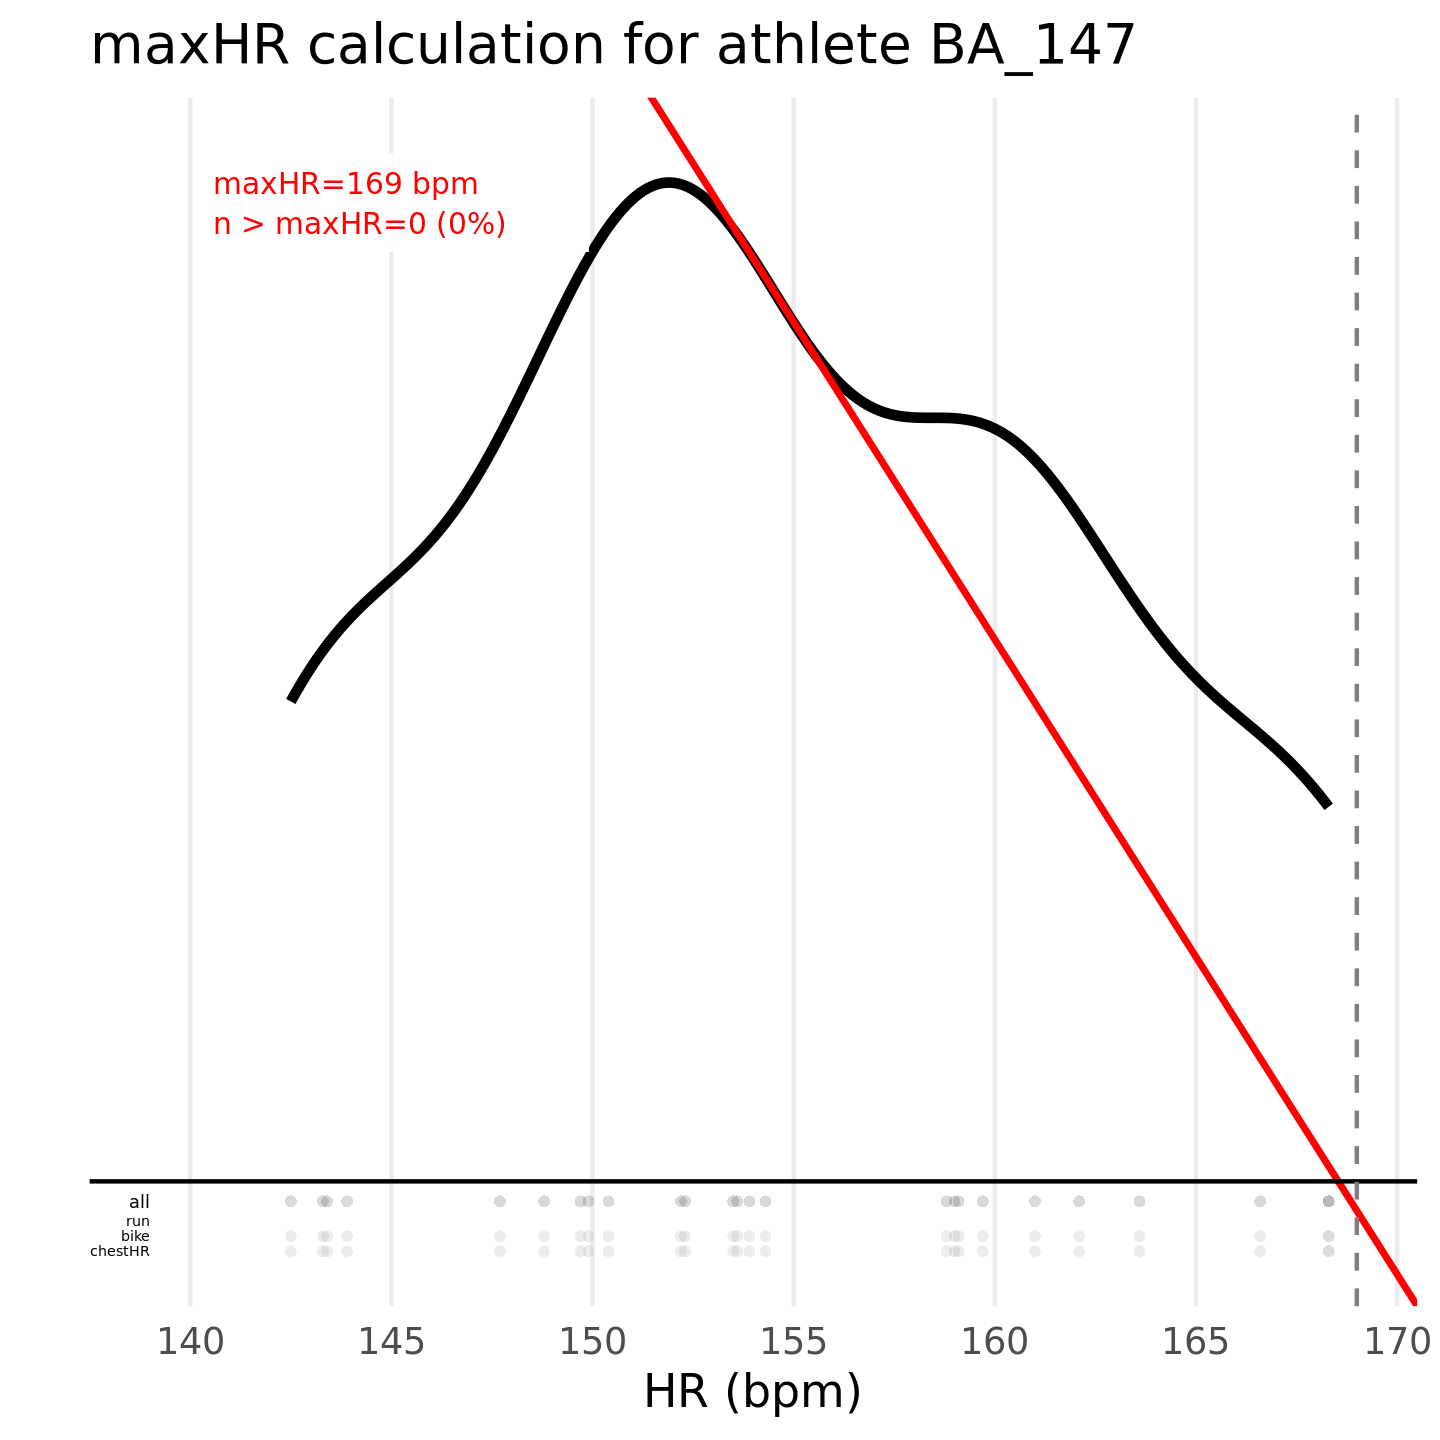 maxHR calculation for athlete BA_147
maxHR=169 bpm
n > maxHR=0 (0%)
all
run
bike
chestHR
140 145 150 155 160 165 170
HR (bpm)